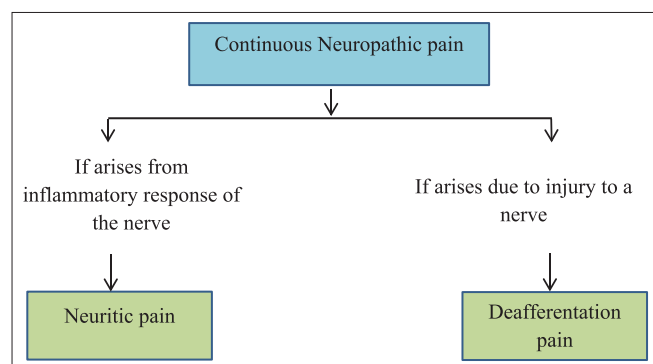 Continuous Neuropathic pain
If arises from
inflammatory response of
the nerve
If arises due to injury to a
nerve
Neuritic pain
Deafferentation
pain